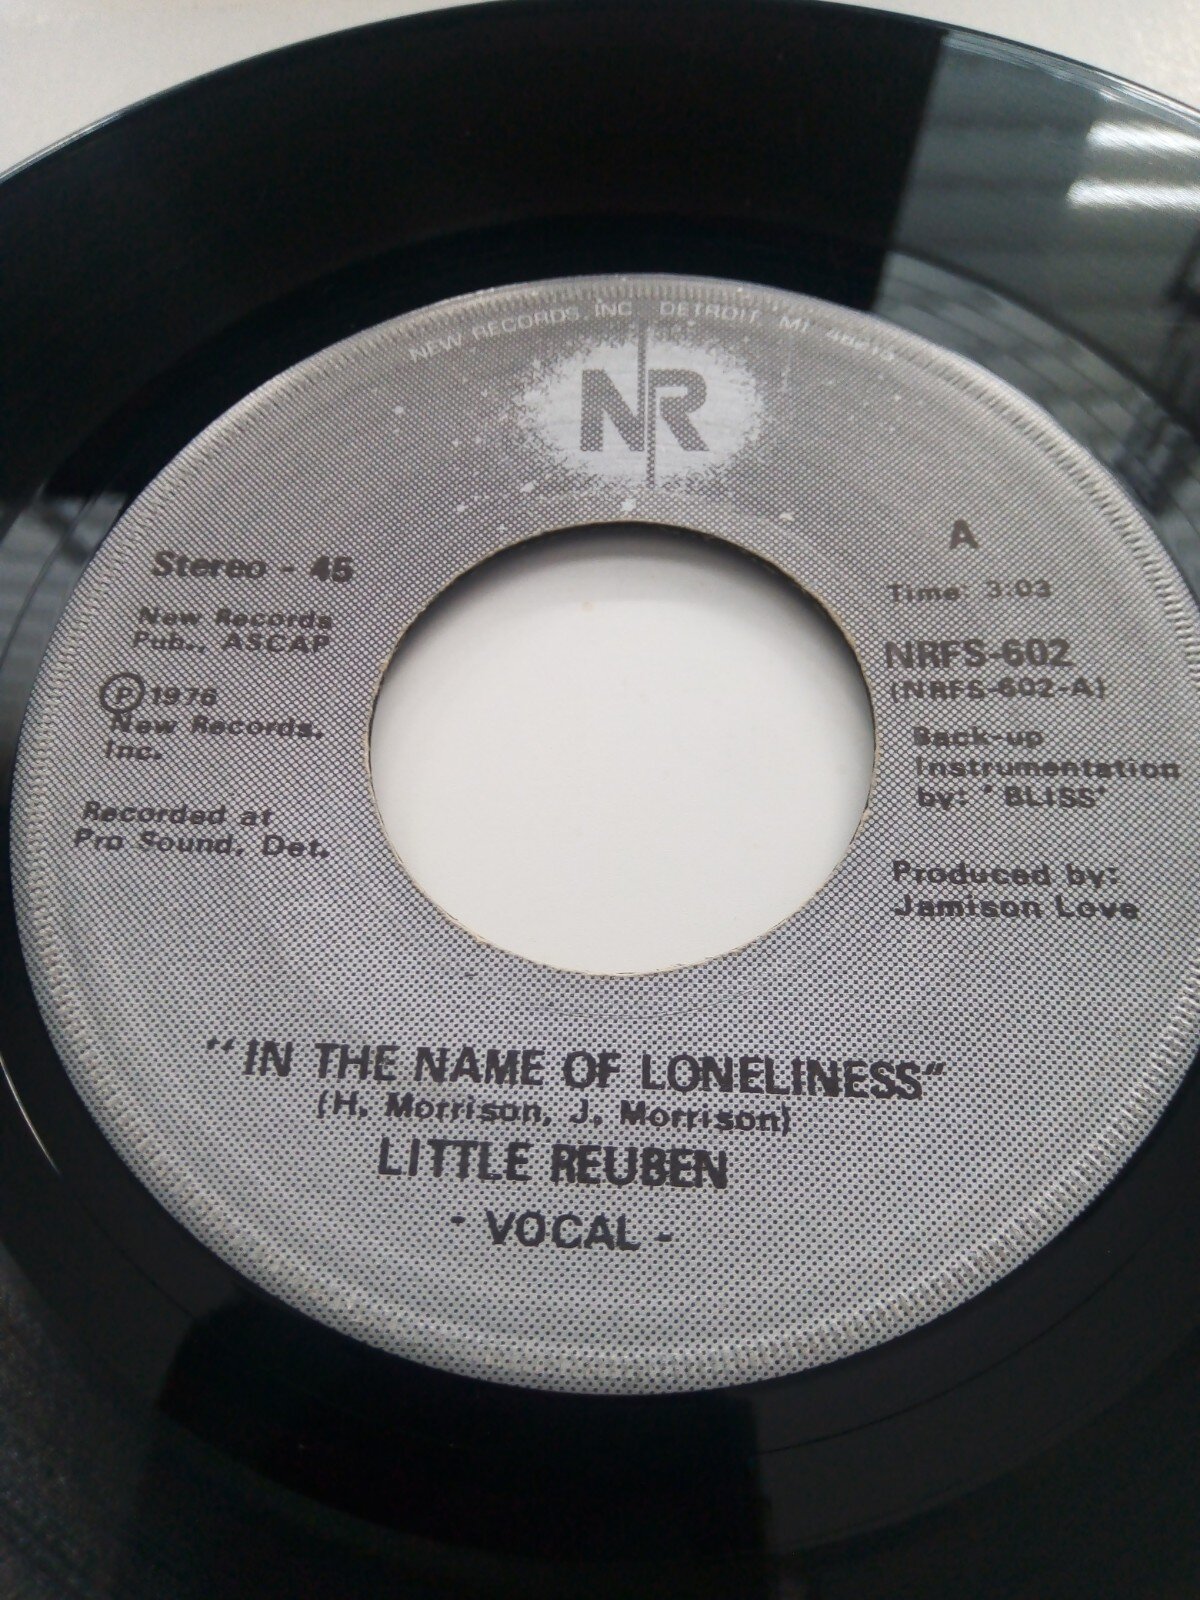 NEW RECORDS, INC. DETROIT, MI. 48213
NR
Stereo - 45
New Records
Pub., ASCAP
Ⓟ 1976
New Records,
Inc.
Recorded at
Pro Sound, Det.
A
Time: 3:03
NRFS-602
(NRFS-602-A)
Back-up
Instrumentation
by: "BLISS"
Produced by:
Jamison Love
"IN THE NAME OF LONELINESS"
(H. Morrison, J. Morrison)
LITTLE REUBEN
- VOCAL -